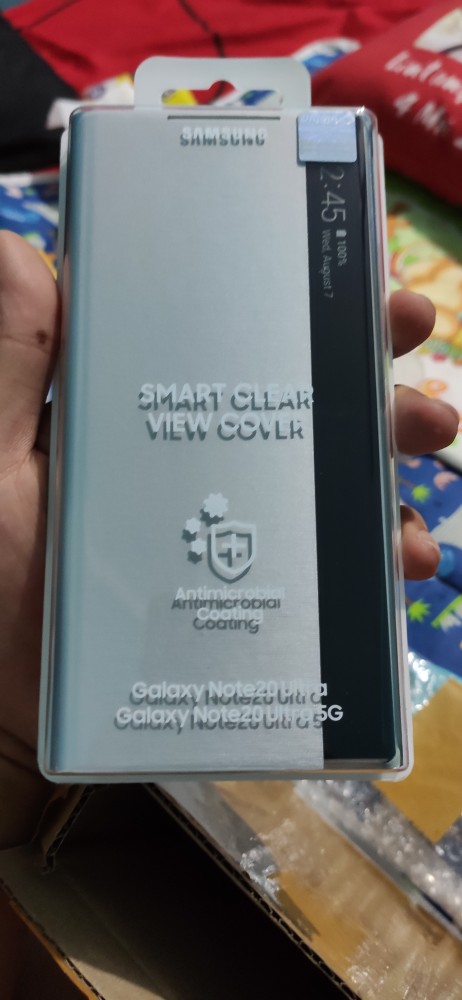 SAMSUNG
2:45
100%
Wed, August 7
SMART CLEAR
VIEW COVER
Antimicrobial
Coating
Galaxy Note20 Ultra
Galaxy Note20 Ultra 5G